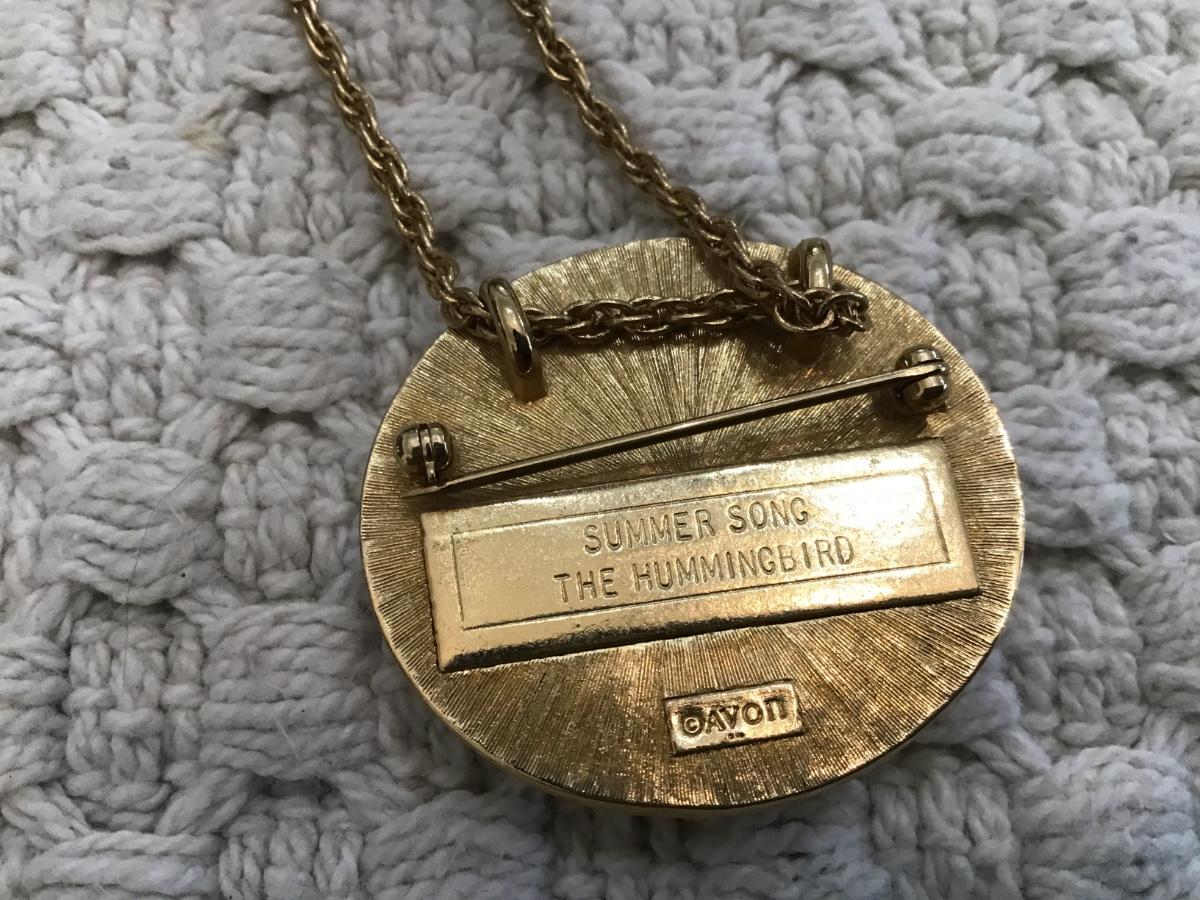 SUMMER SONG
THE HUMMINGBIRD
©AVON